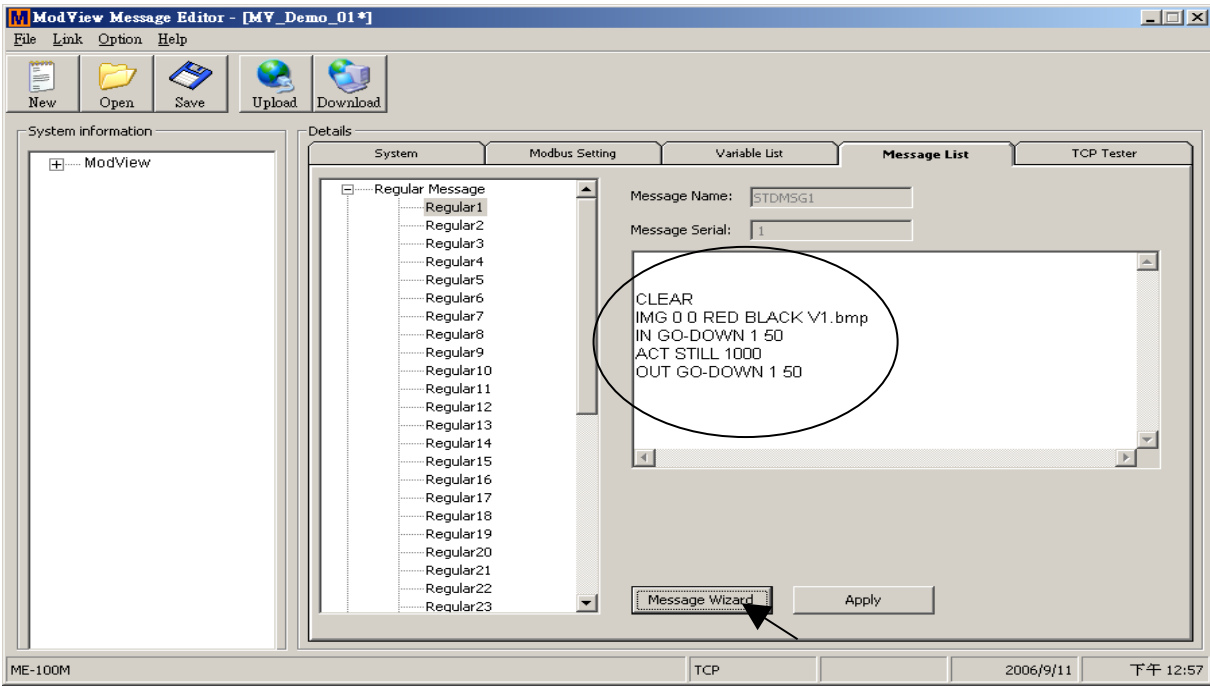 ModView Message Editor - [MV_Demo_01*]
File Link Option Help
New Open Save Upload Download
System information
ModView
Details
System Modbus Setting Variable List Message List TCP Tester
Regular Message
Regular1
Regular2
Regular3
Regular4
Regular5
Regular6
Regular7
Regular8
Regular9
Regular10
Regular11
Regular12
Regular13
Regular14
Regular15
Regular16
Regular17
Regular18
Regular19
Regular20
Regular21
Regular22
Regular23
Message Name: STDMSG1
Message Serial: 1
CLEAR
IMG 0 0 RED BLACK V1.bmp
IN GO-DOWN 1 50
ACT STILL 1000
OUT GO-DOWN 1 50
Message Wizard Apply
ME-100M TCP 2006/9/11 下午 12:57